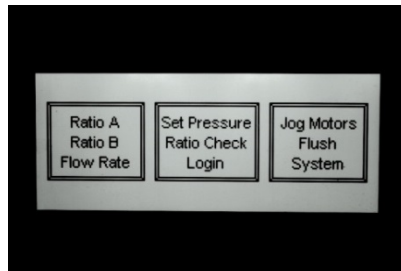 Ratio A
Ratio B
Flow Rate
Set Pressure
Ratio Check
Login
Jog Motors
Flush
System